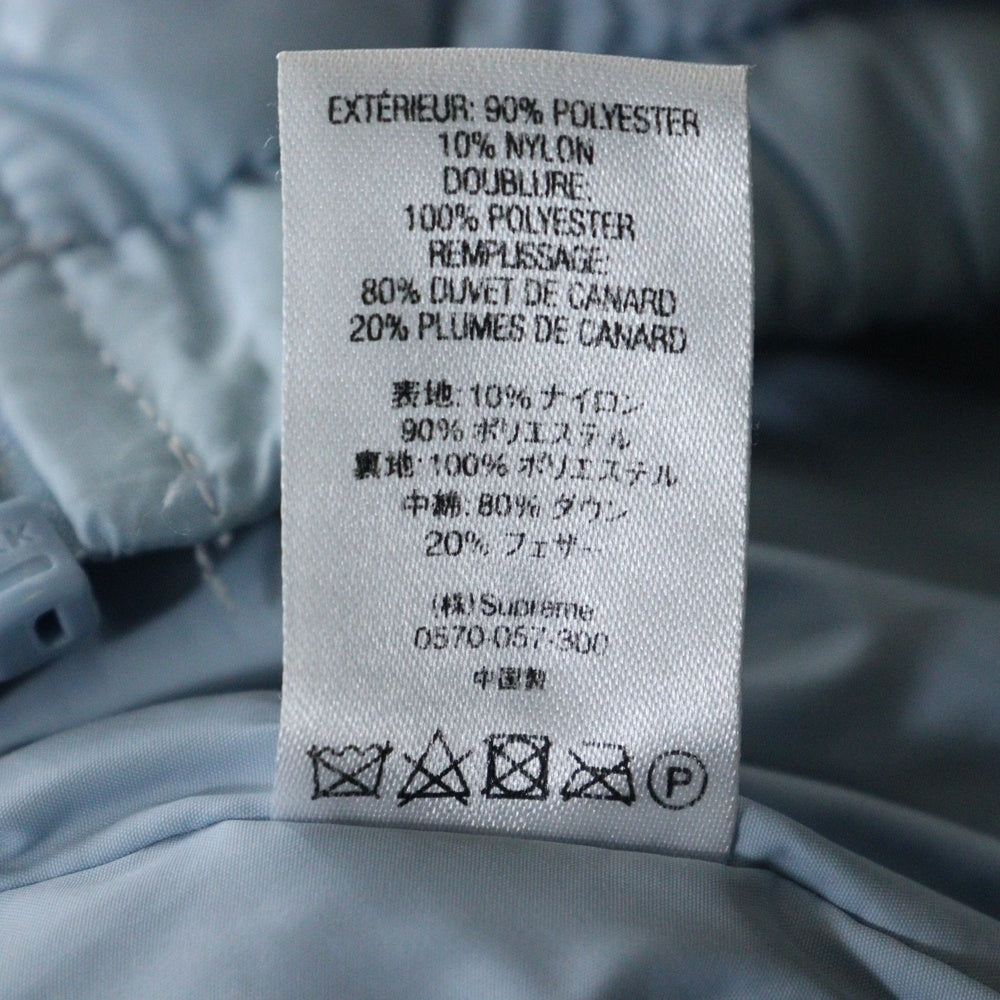 EXTÉRIEUR: 90% POLYESTER
10% NYLON
DOUBLURE:
100% POLYESTER
REMPLISSAGE:
80% DUVET DE CANARD
20% PLUMES DE CANARD
表地: 10% ナイロン
90% ポリエステル
裏地: 100% ポリエステル
中綿: 80% ダウン
20% フェザー
(株) Supreme
0570-057-300
中国製
P